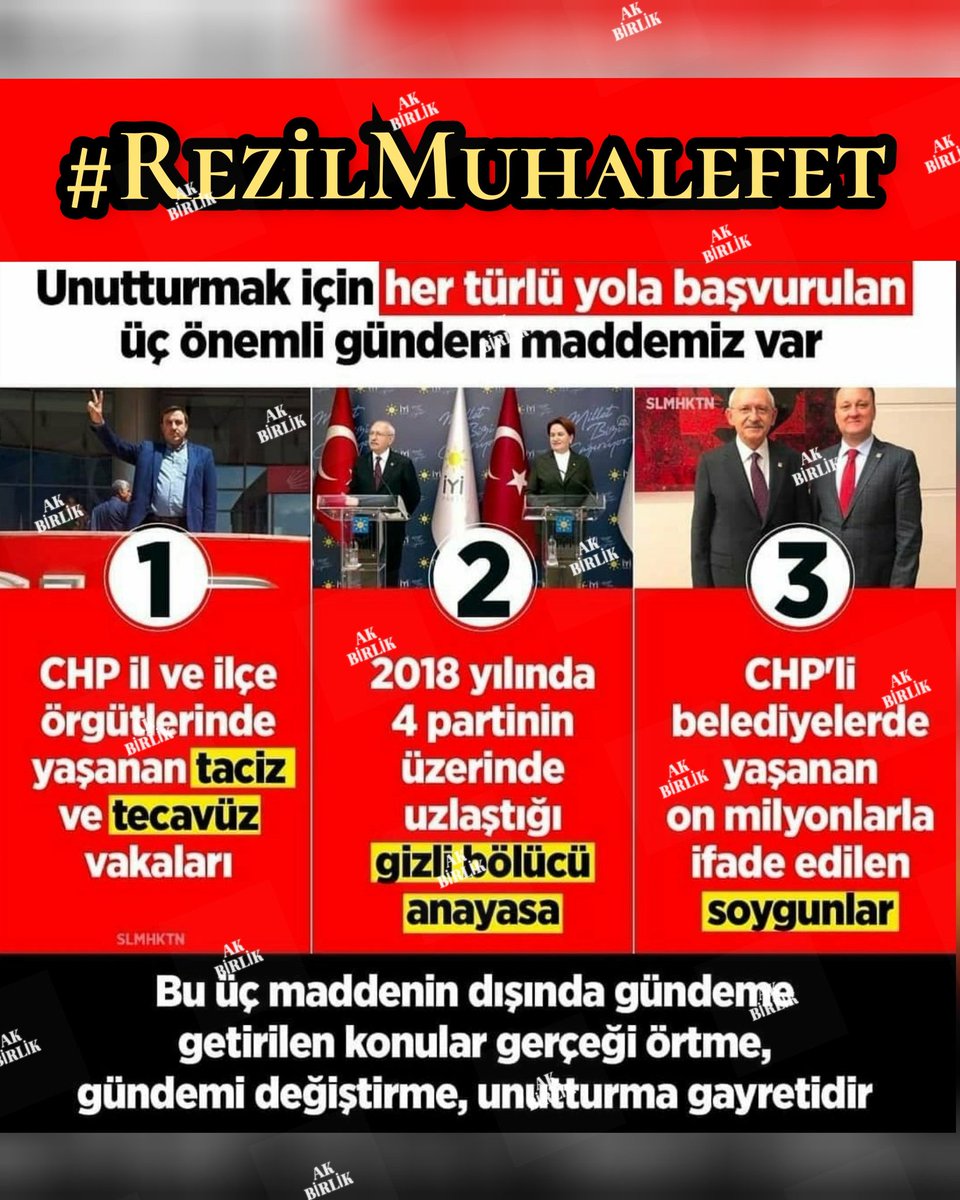 #REZİLMUHALEFET
Unutturmak için her türlü yola başvurulan
üç önemli gündem maddemiz var
SLMHKTN
İYİ
1
2
3
CHP il ve ilçe
örgütlerinde
yaşanan taciz
ve tecavüz
vakaları
SLMHKTN
2018 yılında
4 partinin
üzerinde
uzlaştığı
gizli bölücü
anayasa
CHP'li
belediyelerde
yaşanan
on milyonlarla
ifade edilen
soygunlar
Bu üç maddenin dışında gündeme
getirilen konular gerçeği örtme,
gündemi değiştirme, unutturma gayretidir
AK
BİRLİK